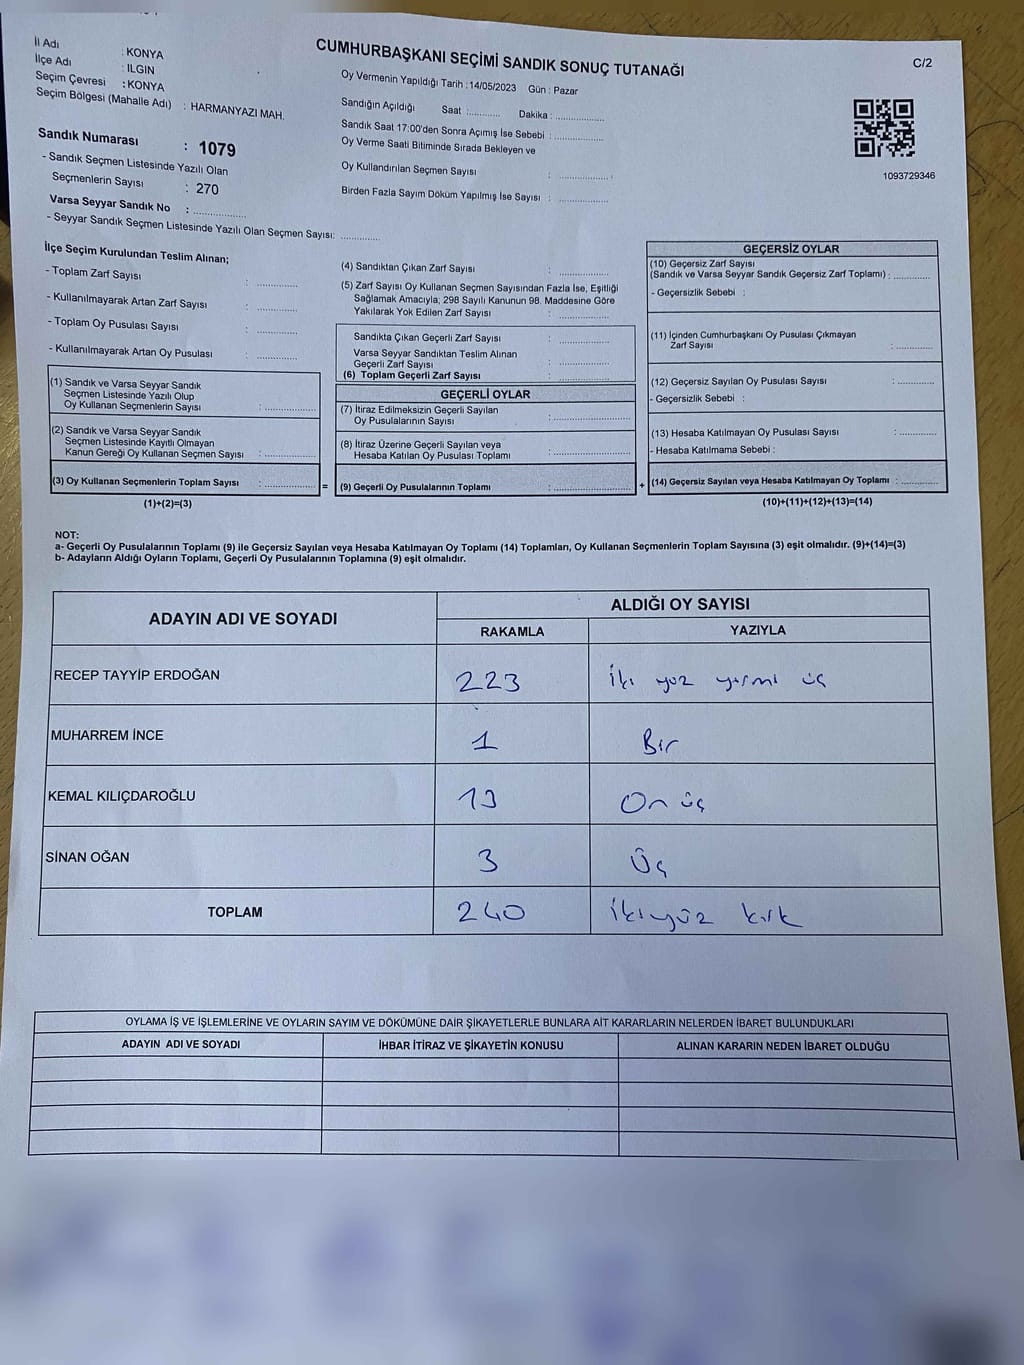 CUMHURBAŞKANI SEÇİMİ SANDIK SONUÇ TUTANAĞI
C/2
İl Adı : KONYA
İlçe Adı : ILGIN
Seçim Çevresi : KONYA
Seçim Bölgesi (Mahalle Adı) : HARMANYAZI MAH.
Sandık Numarası : 1079
- Sandık Seçmen Listesinde Yazılı Olan
Seçmenlerin Sayısı : 270
Varsa Seyyar Sandık No : ................
- Seyyar Sandık Seçmen Listesinde Yazılı Olan Seçmen Sayısı: ............
Oy Vermenin Yapıldığı Tarih : 14/05/2023 Gün : Pazar
Sandığın Açıldığı Saat :........... Dakika : ................
Sandık Saat 17:00'den Sonra Açımış İse Sebebi : ................
Oy Verme Saati Bitiminde Sırada Bekleyen ve
Oy Kullandırılan Seçmen Sayısı : ................
Birden Fazla Sayım Döküm Yapılmış İse Sayısı : ................
1093729346
İlçe Seçim Kurulundan Teslim Alınan;
- Toplam Zarf Sayısı : .............
- Kullanılmayarak Artan Zarf Sayısı : .............
- Toplam Oy Pusulası Sayısı : .............
- Kullanılmayarak Artan Oy Pusulası : .............
(1) Sandık ve Varsa Seyyar Sandık
Seçmen Listesinde Yazılı Olup
Oy Kullanan Seçmenlerin Sayısı : ................
(2) Sandık ve Varsa Seyyar Sandık
Seçmen Listesinde Kayıtlı Olmayan
Kanun Gereği Oy Kullanan Seçmen Sayısı : ................
(3) Oy Kullanan Seçmenlerin Toplam Sayısı : ................ =
(1)+(2)=(3)
(4) Sandıktan Çıkan Zarf Sayısı : ................
(5) Zarf Sayısı Oy Kullanan Seçmen Sayısından Fazla İse, Eşitliği
Sağlamak Amacıyla; 298 Sayılı Kanunun 98. Maddesine Göre
Yakılarak Yok Edilen Zarf Sayısı : ................
Sandıkta Çıkan Geçerli Zarf Sayısı : ................
Varsa Seyyar Sandıktan Teslim Alınan
Geçerli Zarf Sayısı : ................
(6) Toplam Geçerli Zarf Sayısı : ................
GEÇERLİ OYLAR
(7) İtiraz Edilmeksizin Geçerli Sayılan
Oy Pusulalarının Sayısı : ................
(8) İtiraz Üzerine Geçerli Sayılan veya
Hesaba Katılan Oy Pusulası Toplamı : ................
(9) Geçerli Oy Pusulalarının Toplamı : ................ +
GEÇERSİZ OYLAR
(10) Geçersiz Zarf Sayısı
(Sandık ve Varsa Seyyar Sandık Geçersiz Zarf Toplamı) : ............
- Geçersizlik Sebebi :
(11) İçinden Cumhurbaşkanı Oy Pusulası Çıkmayan
Zarf Sayısı : ............
(12) Geçersiz Sayılan Oy Pusulası Sayısı : ............
- Geçersizlik Sebebi :
(13) Hesaba Katılmayan Oy Pusulası Sayısı : ............
- Hesaba Katılmama Sebebi :
(14) Geçersiz Sayılan veya Hesaba Katılmayan Oy Toplamı : ............
(10)+(11)+(12)+(13)=(14)
NOT:
a- Geçerli Oy Pusulalarının Toplamı (9) ile Geçersiz Sayılan veya Hesaba Katılmayan Oy Toplamı (14) Toplamları, Oy Kullanan Seçmenlerin Toplam Sayısına (3) eşit olmalıdır. (9)+(14)=(3)
b- Adayların Aldığı Oyların Toplamı, Geçerli Oy Pusulalarının Toplamına (9) eşit olmalıdır.
ADAYIN ADI VE SOYADI ALDIĞI OY SAYISI
RAKAMLA YAZIYLA
RECEP TAYYİP ERDOĞAN 223 İki yüz yirmi üç
MUHARREM İNCE 1 Bir
KEMAL KILIÇDAROĞLU 13 On üç
SİNAN OĞAN 3 Üç
TOPLAM 240 İkiyüz kırk
OYLAMA İŞ VE İŞLEMLERİNE VE OYLARIN SAYIM VE DÖKÜMÜNE DAİR ŞİKAYETLERLE BUNLARA AİT KARARLARIN NELERDEN İBARET BULUNDUKLARI
ADAYIN ADI VE SOYADI İHBAR İTİRAZ VE ŞİKAYETİN KONUSU ALINAN KARARIN NEDEN İBARET OLDUĞU